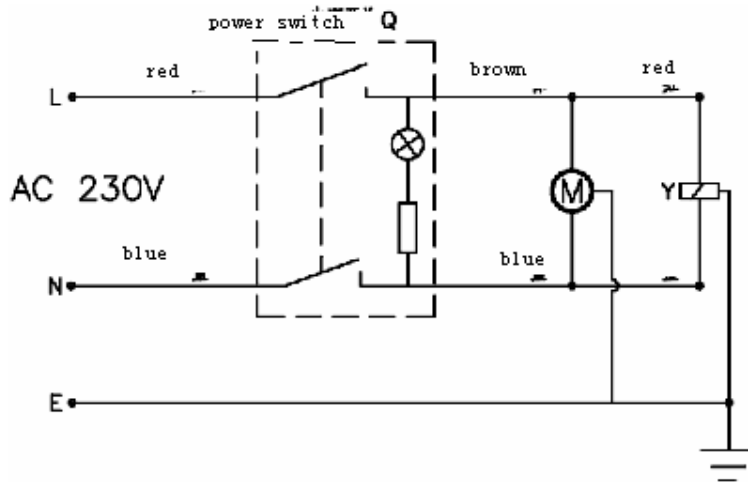 power switch Q
red brown red
L
M
AC 230V Y
blue blue
N
E